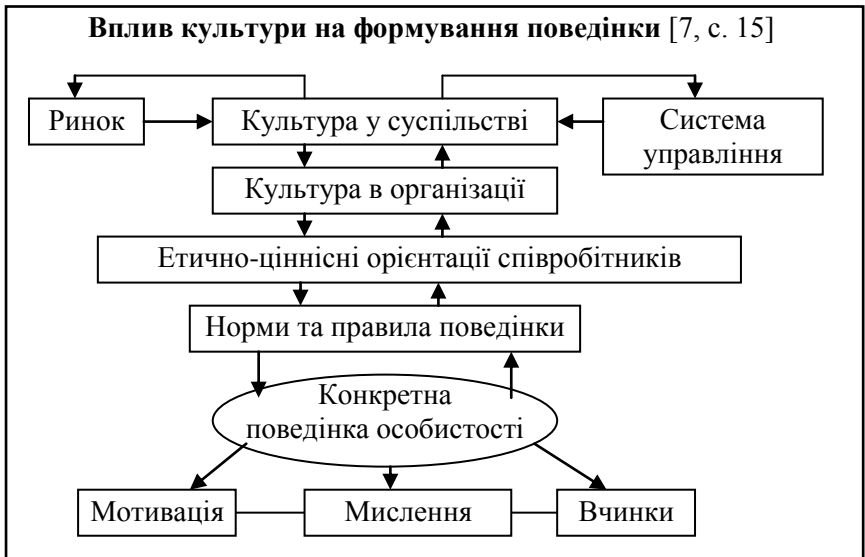 Вплив культури на формування поведінки [7, с. 15]
Ринок
Культура у суспільстві
Система
управління
Культура в організації
Етично-ціннісні орієнтації співробітників
Норми та правила поведінки
Конкретна
поведінка особистості
Мотивація
Мислення
Вчинки